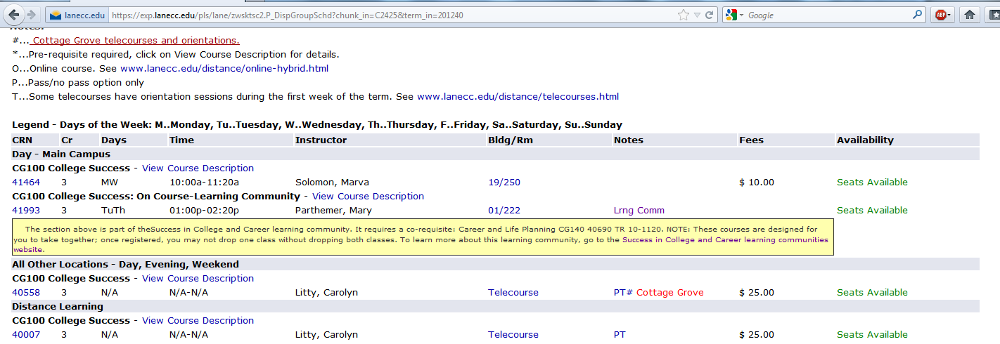 lanecc.edu https://exp.lanecc.edu/pls/lane/zwsktsc2.P_DispGroupSchd?chunk_in=C2425&term_in=201240 Google ABP
Notes:
#... Cottage Grove telecourses and orientations.
*...Pre-requisite required, click on View Course Description for details.
O...Online course. See www.lanecc.edu/distance/online-hybrid.html
P...Pass/no pass option only
T...Some telecourses have orientation sessions during the first week of the term. See www.lanecc.edu/distance/telecourses.html
Legend - Days of the Week: M..Monday, Tu..Tuesday, W..Wednesday, Th..Thursday, F..Friday, Sa..Saturday, Su..Sunday
CRN Cr Days Time Instructor Bldg/Rm Notes Fees Availability
Day - Main Campus
CG100 College Success - View Course Description
41464 3 MW 10:00a-11:20a Solomon, Marva 19/250 $ 10.00 Seats Available
CG100 College Success: On Course-Learning Community - View Course Description
41993 3 TuTh 01:00p-02:20p Parthemer, Mary 01/222 Lrng Comm Seats Available
The section above is part of theSuccess in College and Career learning community. It requires a co-requisite: Career and Life Planning CG140 40690 TR 10-1120. NOTE: These courses are designed for
you to take together; once registered, you may not drop one class without dropping both classes. To learn more about this learning community, go to the Success in College and Career learning communities
website.
All Other Locations - Day, Evening, Weekend
CG100 College Success - View Course Description
40558 3 N/A N/A-N/A Litty, Carolyn Telecourse PT# Cottage Grove $ 25.00 Seats Available
Distance Learning
CG100 College Success - View Course Description
40007 3 N/A N/A-N/A Litty, Carolyn Telecourse PT $ 25.00 Seats Available